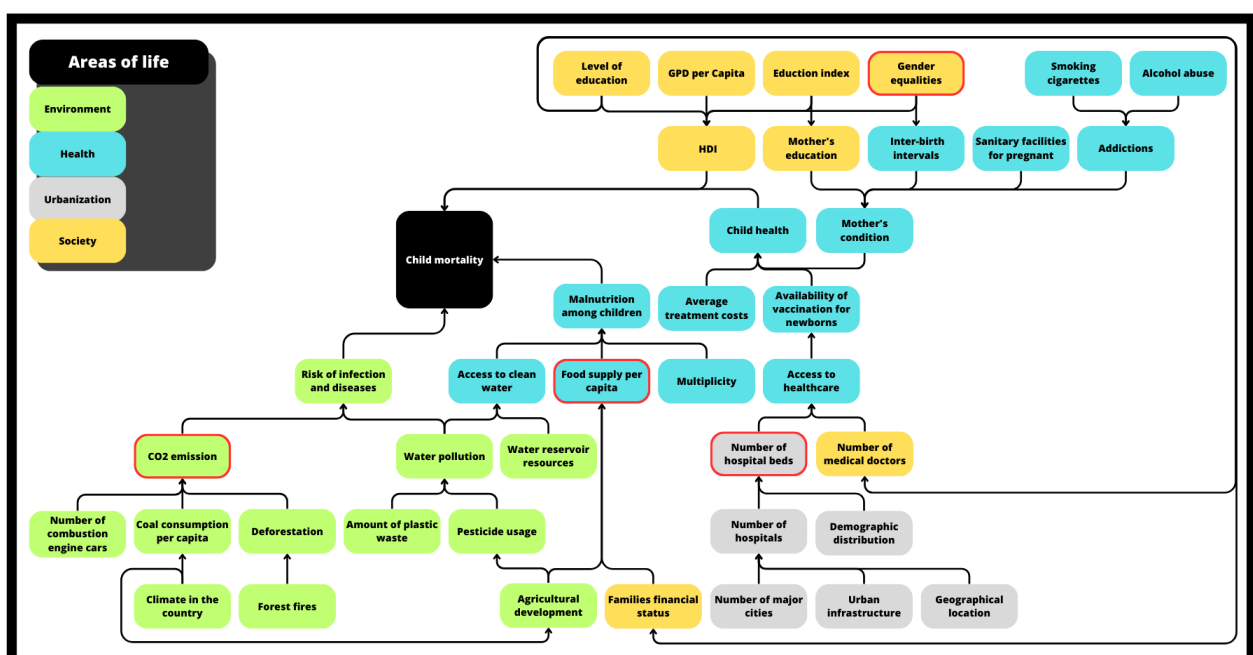 Areas of life
Environment
Health
Urbanization
Society
Level of
education
GPD per Capita
Eduction index
Gender
equalities
Smoking
cigarettes
Alcohol abuse
HDI
Mother's
education
Inter-birth
intervals
Sanitary facilities
for pregnant
Addictions
Child mortality
Child health
Mother's
condition
Malnutrition
among children
Average
treatment costs
Availability of
vaccination for
newborns
Risk of infection
and diseases
Access to clean
water
Food supply per
capita
Multiplicity
Access to
healthcare
CO2 emission
Water pollution
Water reservoir
resources
Number of
hospital beds
Number of
medical doctors
Number of
combustion
engine cars
Coal consumption
per capita
Deforestation
Amount of plastic
waste
Pesticide usage
Number of
hospitals
Demographic
distribution
Climate in the
country
Forest fires
Agricultural
development
Families financial
status
Number of major
cities
Urban
infrastructure
Geographical
location